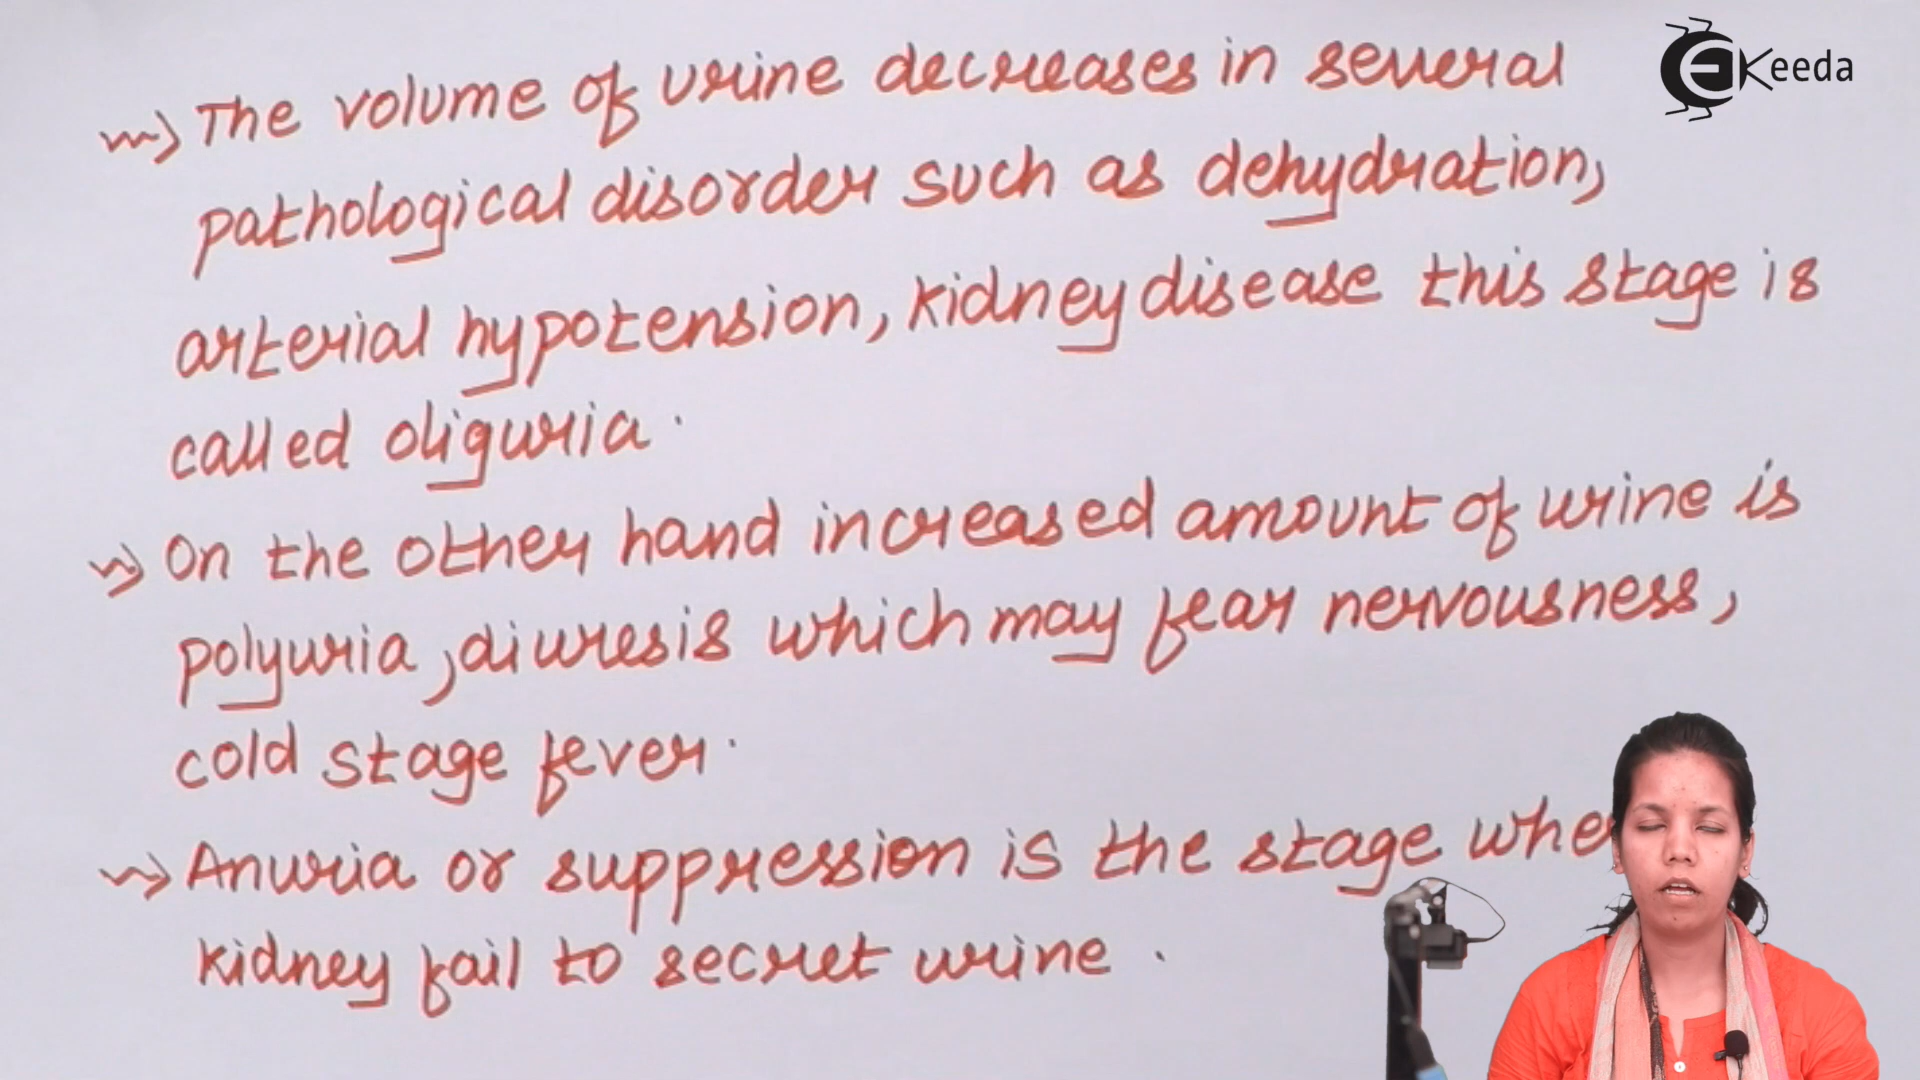 EKeeda
⇝ The volume of urine decreases in several
pathological disorder such as dehydration,
arterial hypotension, kidney disease this stage is
called oliguria.
⇝ On the other hand increased amount of urine is
polyuria, diuresis which may fear nervousness,
cold stage fever.
⇝ Anuria or suppression is the stage whe
kidney fail to secret urine.